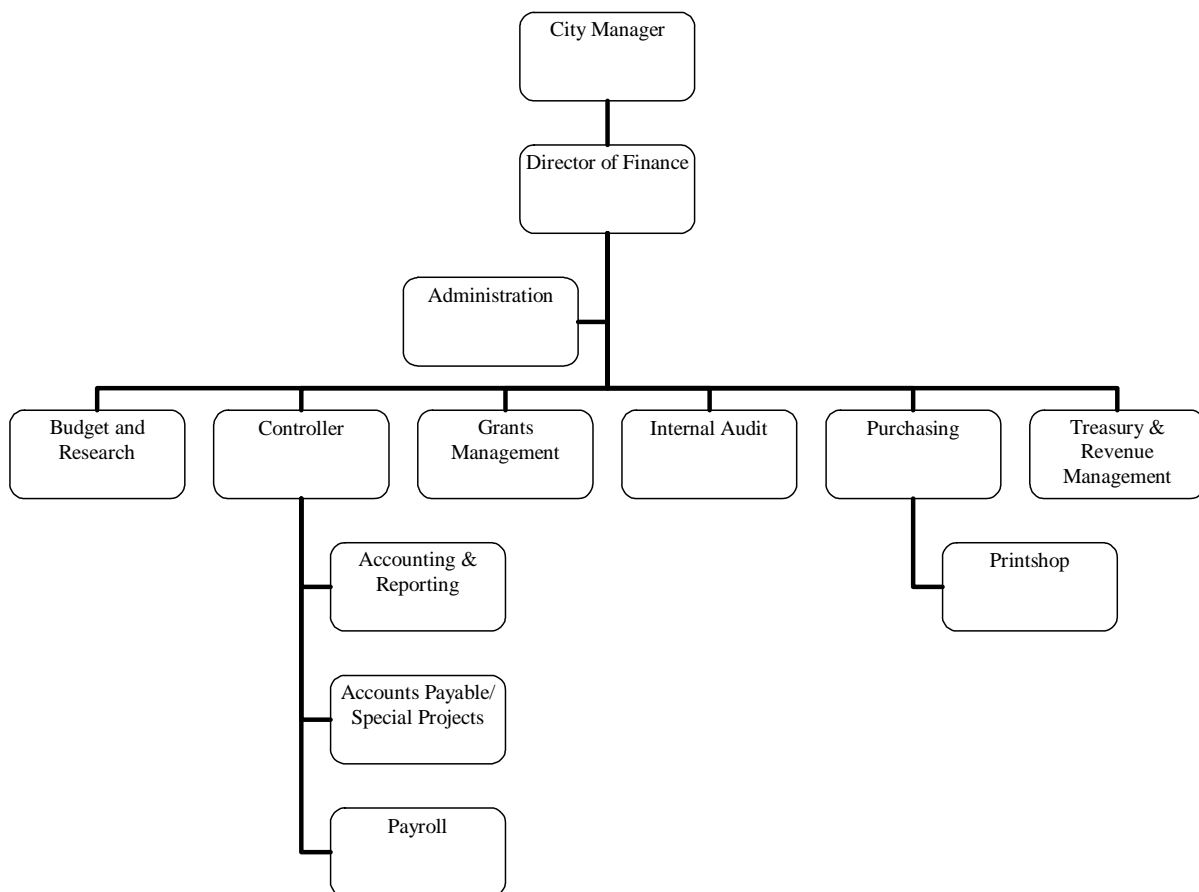 City Manager
Director of Finance
Administration
Budget and
Research
Controller
Grants
Management
Internal Audit
Purchasing
Treasury &
Revenue
Management
Accounting &
Reporting
Printshop
Accounts Payable/
Special Projects
Payroll